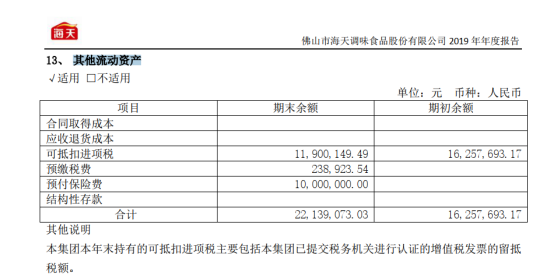 海天
佛山市海天调味食品股份有限公司 2019 年年度报告
13、 其他流动资产
√适用 □不适用
单位：元 币种：人民币
项目 期末余额 期初余额
合同取得成本
应收退货成本
可抵扣进项税 11,900,149.49 16,257,693.17
预缴税费 238,923.54
预付保险费 10,000,000.00
结构性存款
合计 22,139,073.03 16,257,693.17
其他说明
本集团本年末持有的可抵扣进项税主要包括本集团已提交税务机关进行认证的增值税发票的留抵
税额。